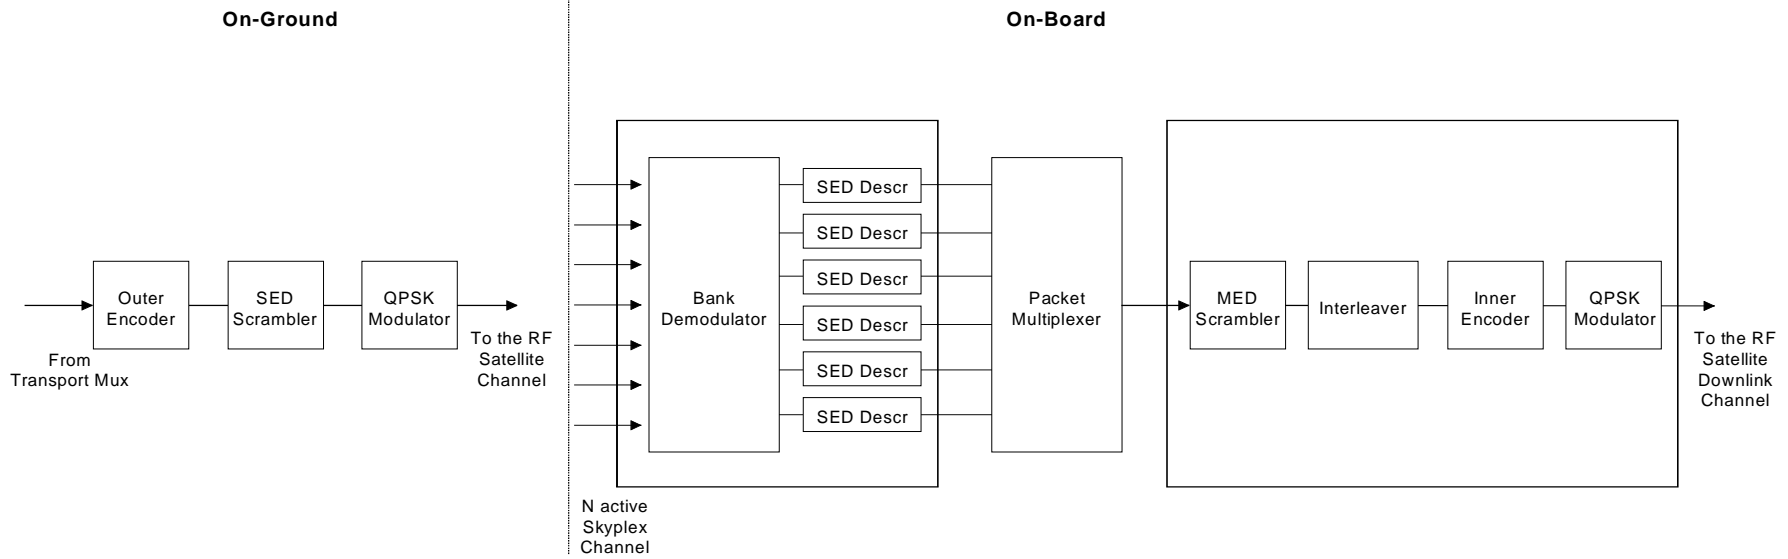 On-Ground
On-Board
Outer
Encoder
SED
Scrambler
QPSK
Modulator
From
Transport Mux
To the RF
Satellite
Channel
N active
Skyplex
Channel
Bank
Demodulator
SED Descr
SED Descr
SED Descr
SED Descr
SED Descr
SED Descr
Packet
Multiplexer
MED
Scrambler
Interleaver
Inner
Encoder
QPSK
Modulator
To the RF
Satellite
Downlink
Channel